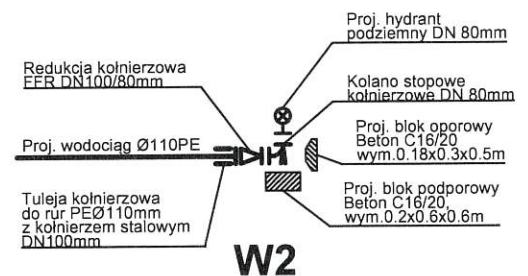 Proj. hydrant
podziemny DN 80mm
Redukcja kołnierzowa
FFR DN100/80mm
Kolano stopowe
kołnierzowe DN 80mm
Proj. wodociąg Ø110PE
Proj. blok oporowy
Beton C16/20
wym.0.18x0.3x0.5m
Tuleja kołnierzowa
do rur PEØ110mm
z kołnierzem stalowym
DN100mm
Proj. blok podporowy
Beton C16/20,
wym.0.2x0.6x0.6m
W2